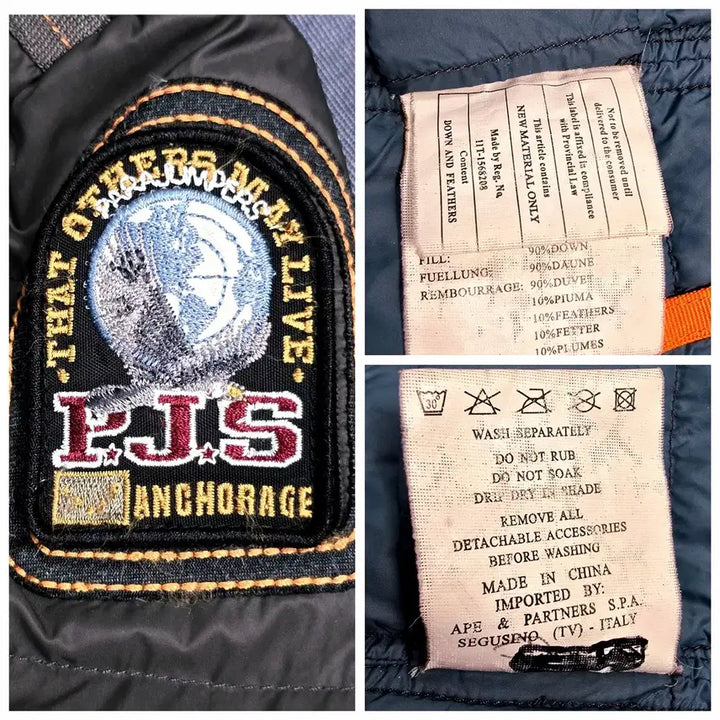 ·THAT OTHERS MAY LIVE·
PARAJUMPERS
P.J.S
ANCHORAGE
Not to be removed until
delivered to the consumer
This label is affixed in compliance
with Provincial Law
This article contains
NEW MATERIAL ONLY
Made by Reg. No.
117-1568208
Content
DOWN AND FEATHERS
FILL: 90%DOWN
FUELLUNG: 90%DAUNE
REMBOURRAGE: 90%DUVET
10%PIUMA
10%FEATHERS
10%FETTER
10%PLUMES
30
WASH SEPARATELY
DO NOT RUB
DO NOT SOAK
DRIP DRY IN SHADE
REMOVE ALL
DETACHABLE ACCESSORIES
BEFORE WASHING
MADE IN CHINA
IMPORTED BY:
APE & PARTNERS S.P.A.
SEGUSINO (TV) - ITALY